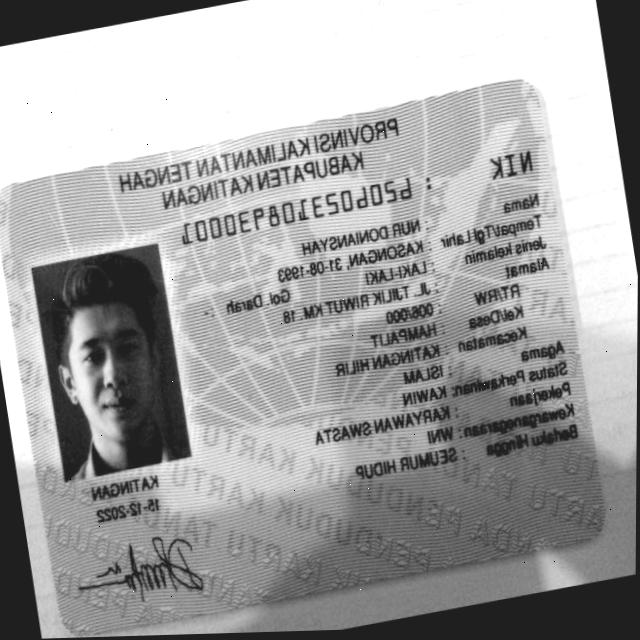 PROVINSI KALIMANTAN TENGAH
KABUPATEN KATINGAN
NIK : 6206023108930001
Nama : NUR DONIANSYAH
Tempat/Tgl Lahir : KASONGAN, 31-08-1993
Jenis kelamin : LAKI-LAKI Gol. Darah : -
Alamat : JL. TJILIK RIWUT KM. 18
RT/RW : 006/000
Kel/Desa : HAMPALIT
Kecamatan : KATINGAN HILIR
Agama : ISLAM
Status Perkawinan: KAWIN
Pekerjaan : KARYAWAN SWASTA
Kewarganegaraan: WNI
Berlaku Hingga : SEUMUR HIDUP
KATINGAN
15-12-2022